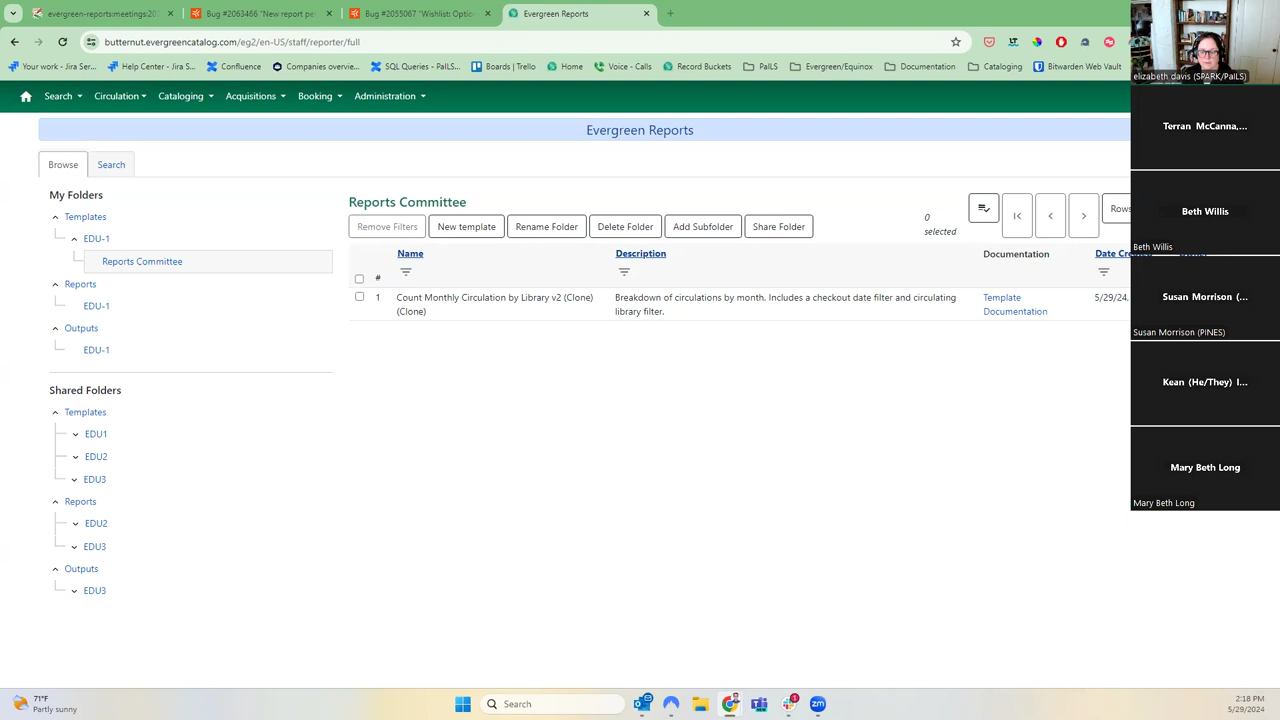 evergreen-reports:meetings:20
Bug #2063466 "New report pe
Bug #2055067 "Wishlist: Optio
Evergreen Reports
butternut.evergreencatalog.com/eg2/en-US/staff/reporter/full
Your work - Jira Ser...
Help Center - Jira S...
Confluence
Companies overview...
SQL Queries - PaILS...
Boards | Trello
Home
Voice - Calls
Record Buckets
PaILS
Evergreen/Equinox
Documentation
Cataloging
Bitwarden Web Vault
Search
Circulation
Cataloging
Acquisitions
Booking
Administration
Evergreen Reports
Browse
Search
My Folders
Templates
EDU-1
Reports Committee
Reports
EDU-1
Outputs
EDU-1
Shared Folders
Templates
EDU1
EDU2
EDU3
Reports
EDU2
EDU3
Outputs
EDU3
Reports Committee
Remove Filters
New template
Rename Folder
Delete Folder
Add Subfolder
Share Folder
0
selected
Rows
Name
Description
Documentation
Date Cre
#
1
Count Monthly Circulation by Library v2 (Clone)
(Clone)
Breakdown of circulations by month. Includes a checkout date filter and circulating
library filter.
Template
Documentation
5/29/24,
elizabeth davis (SPARK/PaILS)
Terran McCanna,...
Beth Willis
Beth Willis
Susan Morrison (...
Susan Morrison (PINES)
Kean (He/They) I...
Mary Beth Long
Mary Beth Long
71°F
Partly sunny
Search
2:18 PM
5/29/2024